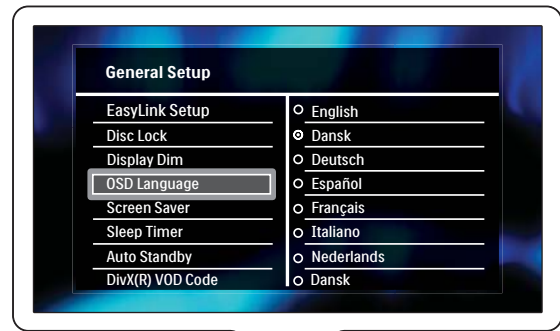 General Setup
EasyLink Setup
Disc Lock
Display Dim
OSD Language
Screen Saver
Sleep Timer
Auto Standby
DivX(R) VOD Code
English
Dansk
Deutsch
Español
Français
Italiano
Nederlands
Dansk